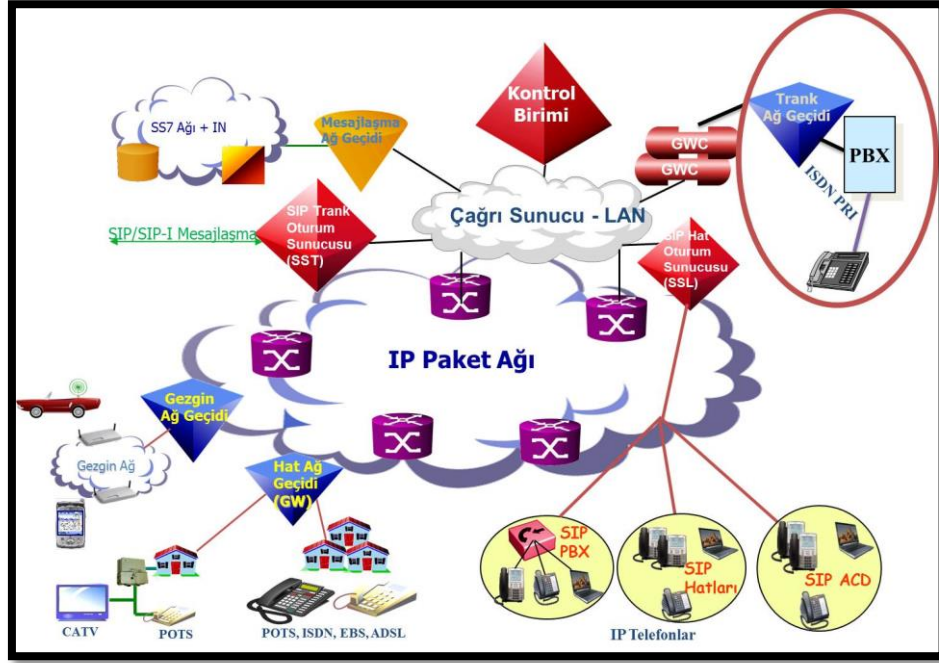 Kontrol
Birimi
Trank
Ağ Geçidi
SS7 Ağı + IN
Mesajlaşma
Ağ Geçidi
GWC
GWC
PBX
ISDN PRI
Çağrı Sunucu - LAN
SIP/SIP-I Mesajlaşma
SIP Trank
Oturum
Sunucusu
(SST)
SIP Hat
Oturum
Sunucusu
(SSL)
IP Paket Ağı
Gezgin
Ağ Geçidi
Gezgin Ağ
Hat Ağ
Geçidi
(GW)
SIP
PBX
SIP
Hatları
SIP ACD
CATV
POTS
POTS, ISDN, EBS, ADSL
IP Telefonlar